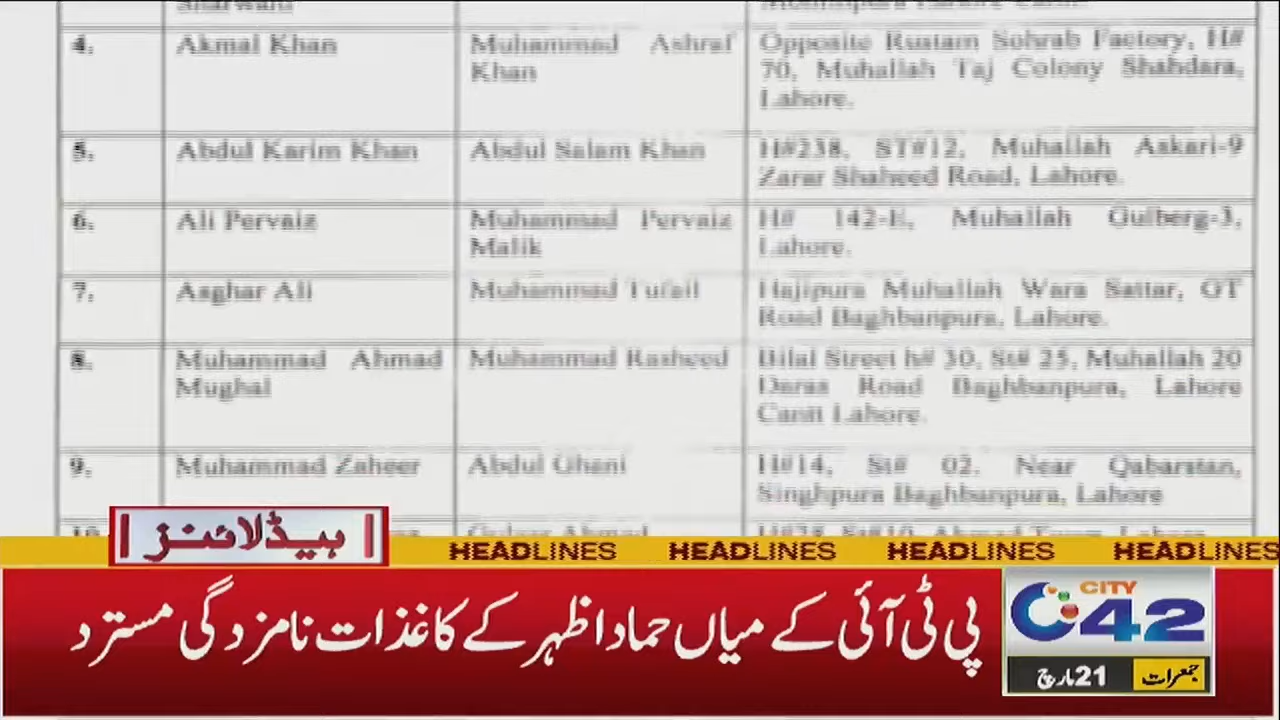 4. Akmal Khan Muhammad Ashraf Opposite Rustam Sohrab Factory, H#
Khan 70, Muhallah Taj Colony Shahdara,
Lahore.
5. Abdul Karim Khan Abdul Salam Khan H#238, ST#12, Muhallah Askari-9
Zarar Shaheed Road, Lahore.
6. Ali Pervaiz Muhammad Pervaiz H# 142-E, Muhallah Gulberg-3,
Malik Lahore.
7. Asghar Ali Muhammad Tufail Hajipura Muhallah Wara Sattar, GT
Road Baghbanpura, Lahore.
8. Muhammad Ahmad Muhammad Rasheed Bilal Street h# 30, St# 25, Muhallah 20
Mughal Daras Road Baghbanpura, Lahore
Cantt Lahore.
9. Muhammad Zaheer Abdul Ghani H#14, St# 02, Near Qabarstan,
Singhpura Baghbanpura, Lahore
ہیڈلائنز
HEADLINES HEADLINES HEADLINES HEADLINES
پی ٹی آئی کے میاں حماد اظہر کے کاغذات نامزدگی مسترد
CITY
42
جمعرات 21 مارچ